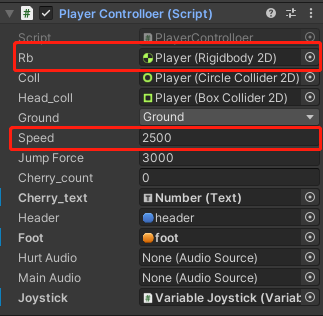 # Player Controlloer (Script)
Script PlayerControlloer
Rb Player (Rigidbody 2D)
Coll Player (Circle Collider 2D)
Head_coll Player (Box Collider 2D)
Ground Ground
Speed 2500
Jump Force 3000
Cherry_count 0
Cherry_text T Number (Text)
Header header
Foot foot
Hurt Audio None (Audio Source)
Main Audio None (Audio Source)
Joystick # Variable Joystick (Varia